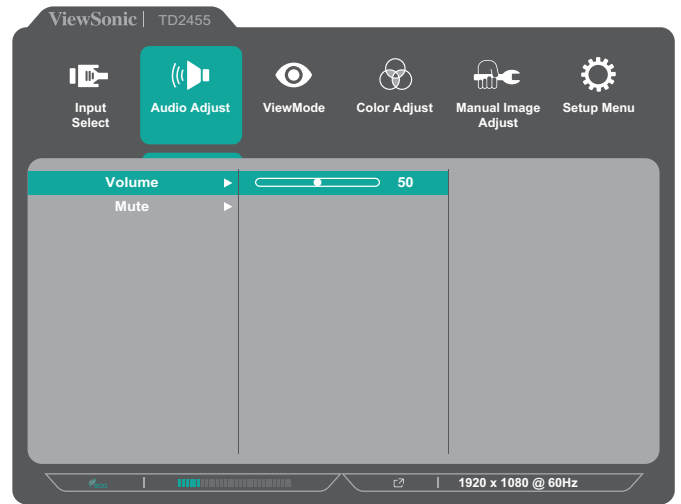 ViewSonic TD2455
Input
Select
Audio Adjust
ViewMode
Color Adjust
Manual Image
Adjust
Setup Menu
Volume 50
Mute
eco
1920 x 1080 @ 60Hz